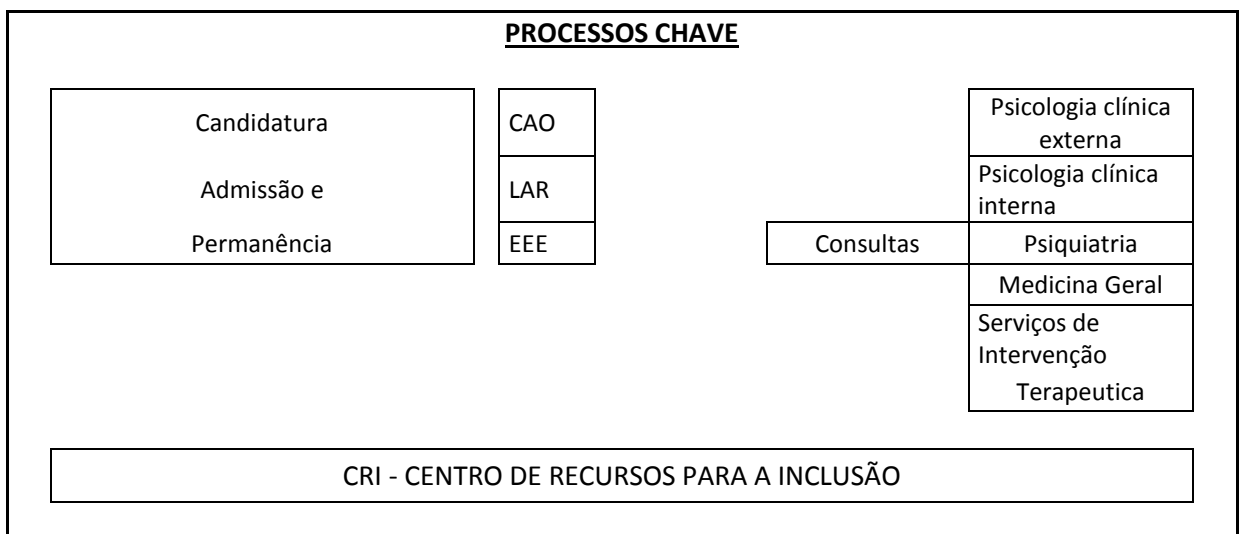 PROCESSOS CHAVE
Candidatura
Admissão e
Permanência
CAO
LAR
EEE
Consultas
Psicologia clínica
externa
Psicologia clínica
interna
Psiquiatria
Medicina Geral
Serviços de
Intervenção
Terapeutica
CRI - CENTRO DE RECURSOS PARA A INCLUSÃO